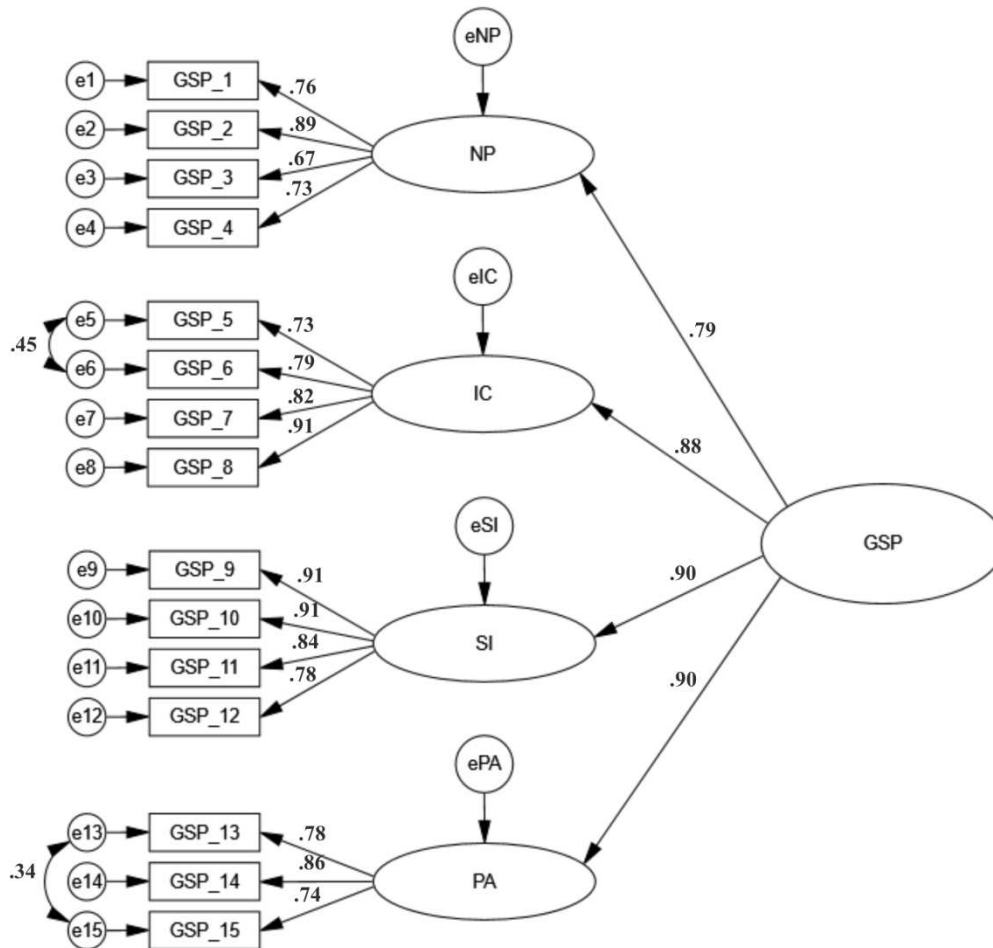 eNP
e1 GSP_1 .76
e2 GSP_2 .89 NP
e3 GSP_3 .67
e4 GSP_4 .73
eIC
e5 GSP_5 .73 .79
.45
e6 GSP_6 .79 IC
e7 GSP_7 .82
e8 GSP_8 .91 .88
eSI
GSP
e9 GSP_9 .91 .90
e10 GSP_10 .91
e11 GSP_11 .84 SI
e12 GSP_12 .78 .90
ePA
e13 GSP_13 .78
.34
e14 GSP_14 .86 PA
e15 GSP_15 .74